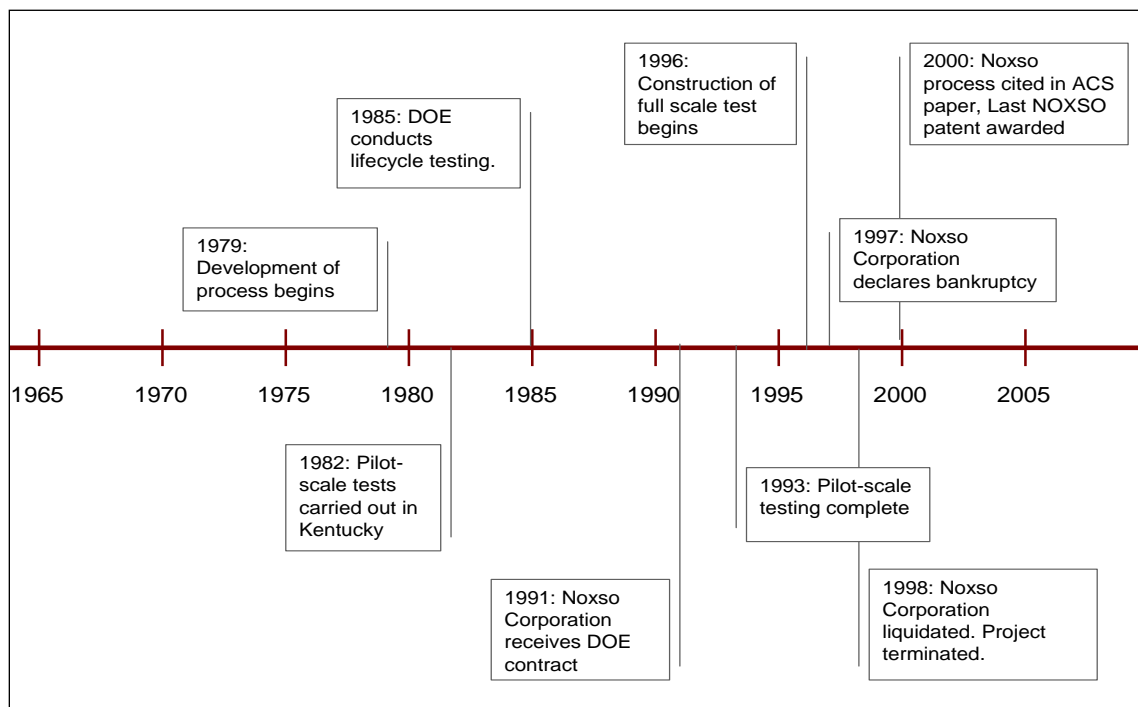 1996:
Construction of
full scale test
begins
2000: Noxso
process cited in ACS
paper, Last NOXSO
patent awarded
1985: DOE
conducts
lifecycle testing.
1979:
Development of
process begins
1997: Noxso
Corporation
declares bankruptcy
1965 1970 1975 1980 1985 1990 1995 2000 2005
1982: Pilot-
scale tests
carried out in
Kentucky
1993: Pilot-scale
testing complete
1991: Noxso
Corporation
receives DOE
contract
1998: Noxso
Corporation
liquidated. Project
terminated.